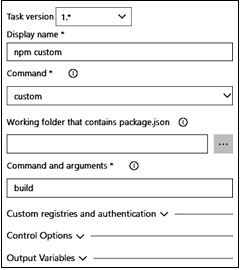 Task version 1.*
Display name *
npm custom
Command *
custom
Working folder that contains package.json
...
Command and arguments *
build
Custom registries and authentication
Control Options
Output Variables